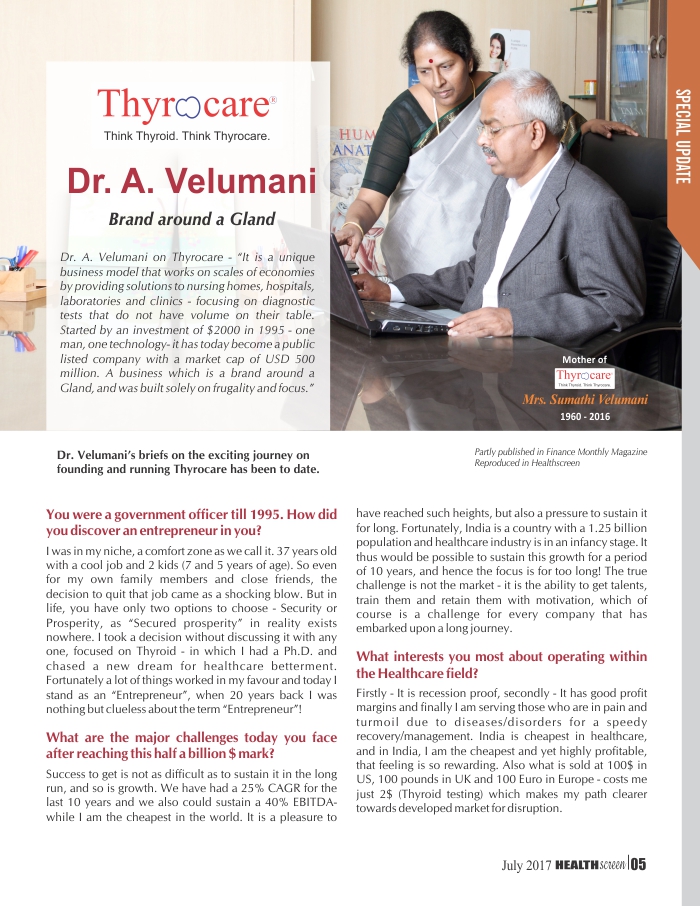 SPECIAL UPDATE
Thyrocare®
Think Thyroid. Think Thyrocare.
Dr. A. Velumani
Brand around a Gland
Dr. A. Velumani on Thyrocare - “It is a unique
business model that works on scales of economies
by providing solutions to nursing homes, hospitals,
laboratories and clinics - focusing on diagnostic
tests that do not have volume on their table.
Started by an investment of $2000 in 1995 - one
man, one technology- it has today become a public
listed company with a market cap of USD 500
million. A business which is a brand around a
Gland, and was built solely on frugality and focus.”
HUM
ANAT
Mother of
Thyrocare
Think Thyroid. Think Thyrocare.
Mrs. Sumathi Velumani
1960 - 2016
Dr. Velumani’s briefs on the exciting journey on
founding and running Thyrocare has been to date.
Partly published in Finance Monthly Magazine
Reproduced in Healthscreen
You were a government officer till 1995. How did
you discover an entrepreneur in you?
I was in my niche, a comfort zone as we call it. 37 years old
with a cool job and 2 kids (7 and 5 years of age). So even
for my own family members and close friends, the
decision to quit that job came as a shocking blow. But in
life, you have only two options to choose - Security or
Prosperity, as “Secured prosperity” in reality exists
nowhere. I took a decision without discussing it with any
one, focused on Thyroid - in which I had a Ph.D. and
chased a new dream for healthcare betterment.
Fortunately a lot of things worked in my favour and today I
stand as an “Entrepreneur”, when 20 years back I was
nothing but clueless about the term “Entrepreneur”!
What are the major challenges today you face
after reaching this half a billion $ mark?
Success to get is not as difficult as to sustain it in the long
run, and so is growth. We have had a 25% CAGR for the
last 10 years and we also could sustain a 40% EBITDA-
while I am the cheapest in the world. It is a pleasure to
have reached such heights, but also a pressure to sustain it
for long. Fortunately, India is a country with a 1.25 billion
population and healthcare industry is in an infancy stage. It
thus would be possible to sustain this growth for a period
of 10 years, and hence the focus is for too long! The true
challenge is not the market - it is the ability to get talents,
train them and retain them with motivation, which of
course is a challenge for every company that has
embarked upon a long journey.
What interests you most about operating within
the Healthcare field?
Firstly - It is recession proof, secondly - It has good profit
margins and finally I am serving those who are in pain and
turmoil due to diseases/disorders for a speedy
recovery/management. India is cheapest in healthcare,
and in India, I am the cheapest and yet highly profitable,
that feeling is so rewarding. Also what is sold at 100$ in
US, 100 pounds in UK and 100 Euro in Europe - costs me
just 2$ (Thyroid testing) which makes my path clearer
towards developed market for disruption.
July 2017 HEALTHscreen 05